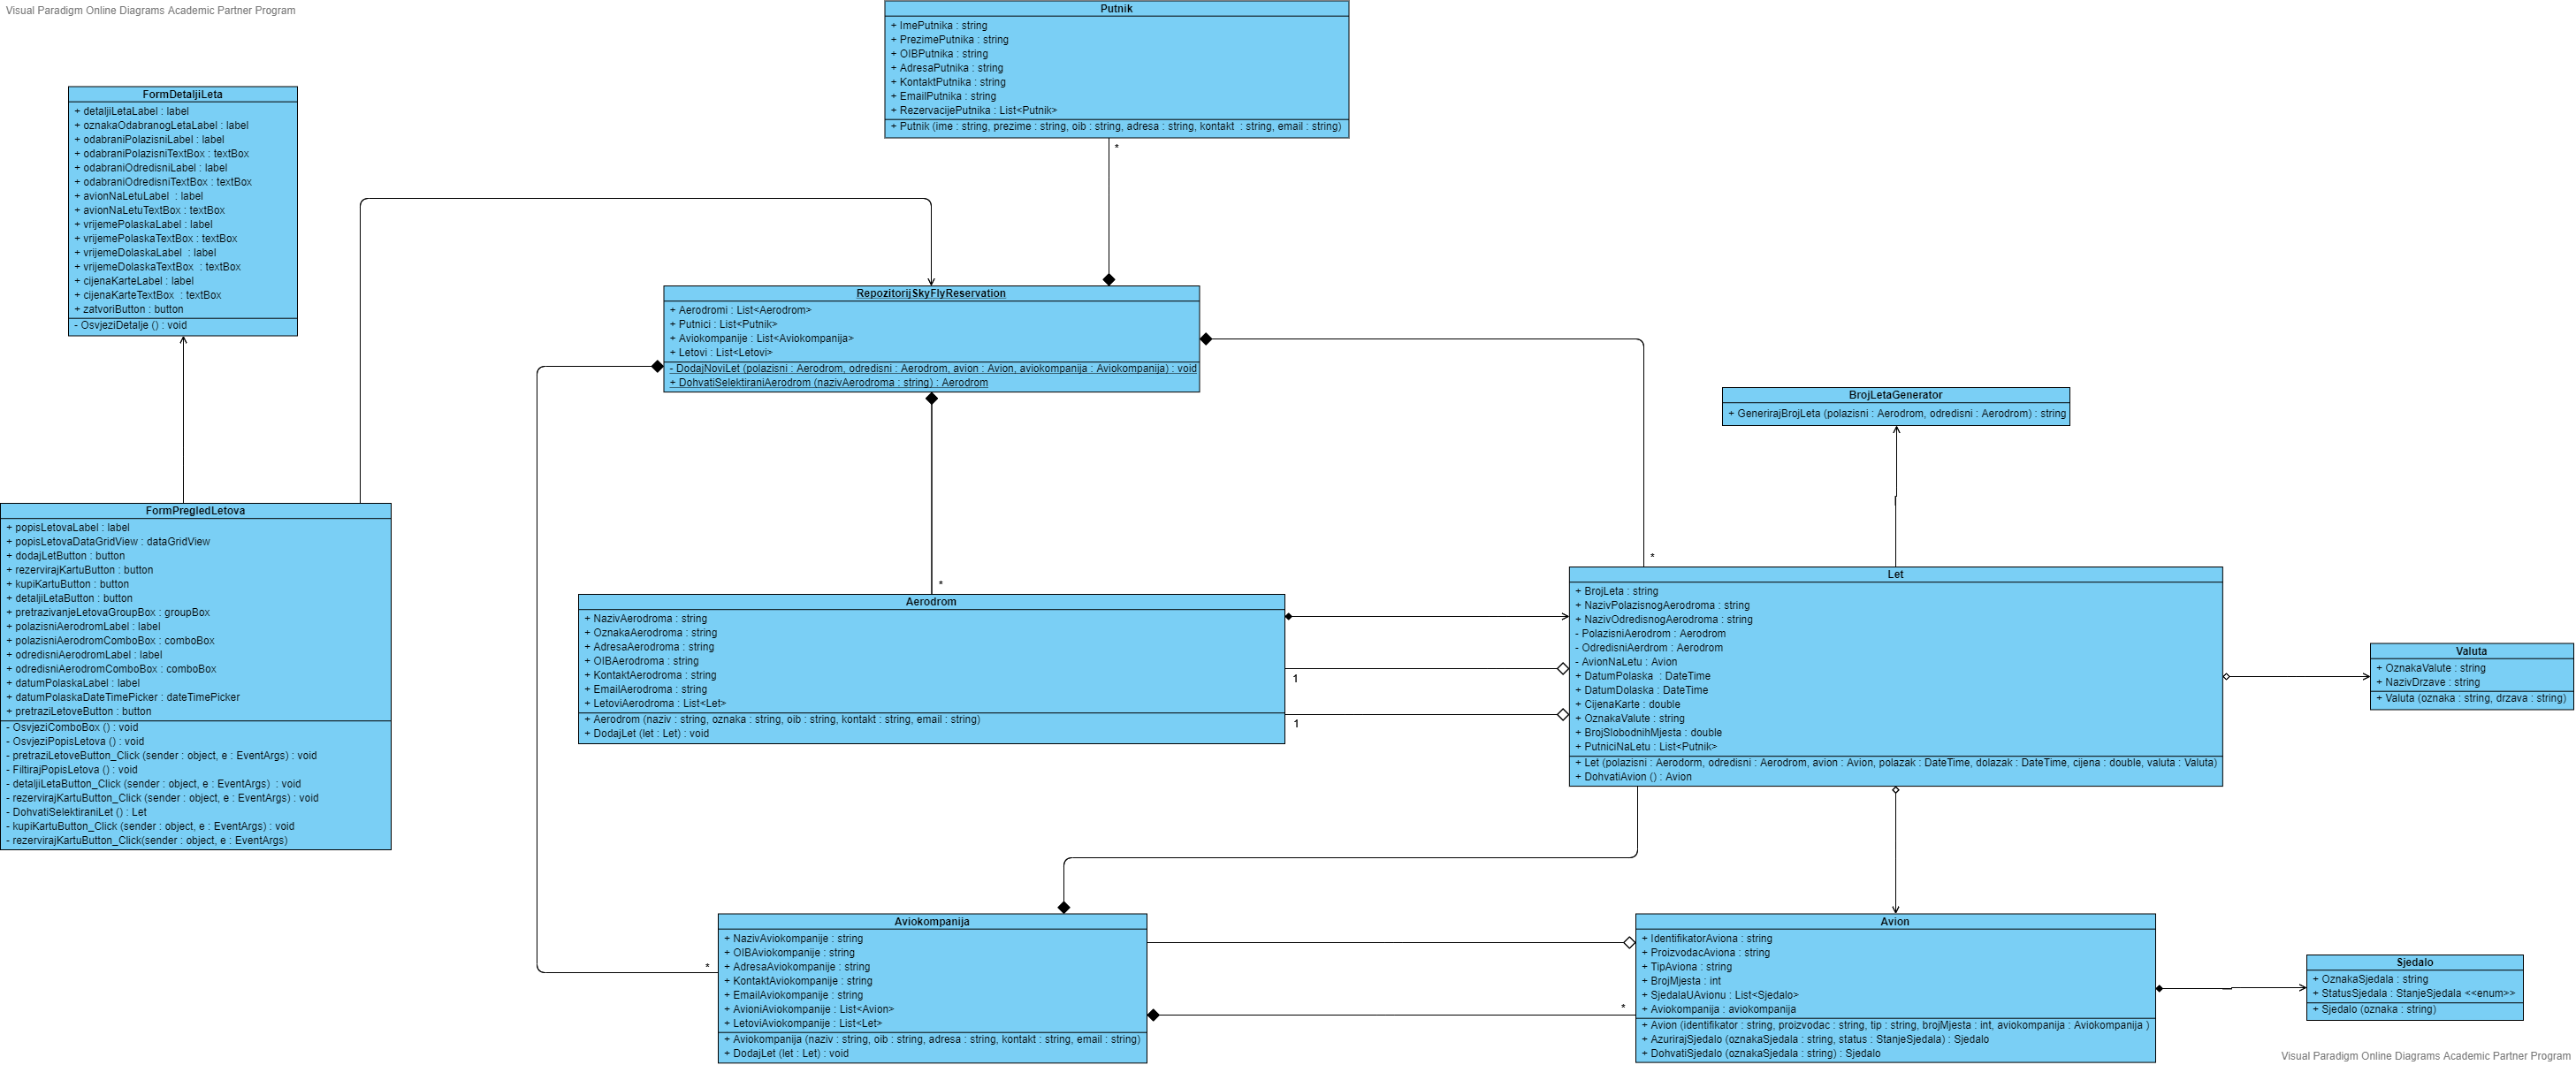 Visual Paradigm Online Diagrams Academic Partner Program
Putnik
+ ImePutnika : string
+ PrezimePutnika : string
+ OIBPutnika : string
+ AdresaPutnika : string
+ KontaktPutnika : string
+ EmailPutnika : string
+ RezervacijePutnika : List<Putnik>
+ Putnik (ime : string, prezime : string, oib : string, adresa : string, kontakt : string, email : string)
*
FormDetaljiLeta
+ detaljiLetaLabel : label
+ oznakaOdabranogLetaLabel : label
+ odabraniPolazisniLabel : label
+ odabraniPolazisniTextBox : textBox
+ odabraniOdredisniLabel : label
+ odabraniOdredisniTextBox : textBox
+ avionNaLetuLabel : label
+ avionNaLetuTextBox : textBox
+ vrijemePolaskaLabel : label
+ vrijemePolaskaTextBox : textBox
+ vrijemeDolaskaLabel : label
+ vrijemeDolaskaTextBox : textBox
+ cijenaKarteLabel : label
+ cijenaKarteTextBox : textBox
+ zatvoriButton : button
- OsvjeziDetalje () : void
RepozitorijSkyFlyReservation
+ Aerodromi : List<Aerodrom>
+ Putnici : List<Putnik>
+ Aviokompanije : List<Aviokompanija>
+ Letovi : List<Letovi>
- DodajNoviLet (polazisni : Aerodrom, odredisni : Aerodrom, avion : Avion, aviokompanija : Aviokompanija) : void
+ DohvatiSelektiraniAerodrom (nazivAerodroma : string) : Aerodrom
BrojLetaGenerator
+ GenerirajBrojLeta (polazisni : Aerodrom, odredisni : Aerodrom) : string
FormPregledLetova
+ popisLetovaLabel : label
+ popisLetovaDataGridView : dataGridView
+ dodajLetButton : button
+ rezervirajKartuButton : button
+ kupiKartuButton : button
+ detaljiLetaButton : button
+ pretrazivanjeLetovaGroupBox : groupBox
+ polazisniAerodromLabel : label
+ polazisniAerodromComboBox : comboBox
+ odredisniAerodromLabel : label
+ odredisniAerodromComboBox : comboBox
+ datumPolaskaLabel : label
+ datumPolaskaDateTimePicker : dateTimePicker
+ pretraziLetoveButton : button
- OsvjeziComboBox () : void
- OsvjeziPopisLetova () : void
- pretraziLetoveButton_Click (sender : object, e : EventArgs) : void
- FiltirajPopisLetova () : void
- detaljiLetaButton_Click (sender : object, e : EventArgs) : void
- rezervirajKartuButton_Click (sender : object, e : EventArgs) : void
- DohvatiSelektiraniLet () : Let
- kupiKartuButton_Click (sender : object, e : EventArgs) : void
- rezervirajKartuButton_Click(sender : object, e : EventArgs)
*
Aerodrom
+ NazivAerodroma : string
+ OznakaAerodroma : string
+ AdresaAerodroma : string
+ OIBAerodroma : string
+ KontaktAerodroma : string
+ EmailAerodroma : string
+ LetoviAerodroma : List<Let>
+ Aerodrom (naziv : string, oznaka : string, oib : string, kontakt : string, email : string)
+ DodajLet (let : Let) : void
1
1
*
Let
+ BrojLeta : string
+ NazivPolazisnogAerodroma : string
+ NazivOdredisnogAerodroma : string
- PolazisniAerodrom : Aerodrom
- OdredisniAerdrom : Aerodrom
- AvionNaLetu : Avion
+ DatumPolaska : DateTime
+ DatumDolaska : DateTime
+ CijenaKarte : double
+ OznakaValute : string
+ BrojSlobodnihMjesta : double
+ PutniciNaLetu : List<Putnik>
+ Let (polazisni : Aerodorm, odredisni : Aerodrom, avion : Avion, polazak : DateTime, dolazak : DateTime, cijena : double, valuta : Valuta)
+ DohvatiAvion () : Avion
Valuta
+ OznakaValute : string
+ NazivDrzave : string
+ Valuta (oznaka : string, drzava : string)
*
Aviokompanija
+ NazivAviokompanije : string
+ OIBAviokompanije : string
+ AdresaAviokompanije : string
+ KontaktAviokompanije : string
+ EmailAviokompanije : string
+ AvioniAviokompanije : List<Avion>
+ LetoviAviokompanije : List<Let>
+ Aviokompanija (naziv : string, oib : string, adresa : string, kontakt : string, email : string)
+ DodajLet (let : Let) : void
*
Avion
+ IdentifikatorAviona : string
+ ProizvodacAviona : string
+ TipAviona : string
+ BrojMjesta : int
+ SjedalaUAvionu : List<Sjedalo>
+ Aviokompanija : aviokompanija
+ Avion (identifikator : string, proizvodac : string, tip : string, brojMjesta : int, aviokompanija : Aviokompanija )
+ AzurirajSjedalo (oznakaSjedala : string, status : StanjeSjedala) : Sjedalo
+ DohvatiSjedalo (oznakaSjedala : string) : Sjedalo
Sjedalo
+ OznakaSjedala : string
+ StatusSjedala : StanjeSjedala <<enum>>
+ Sjedalo (oznaka : string)
Visual Paradigm Online Diagrams Academic Partner Program